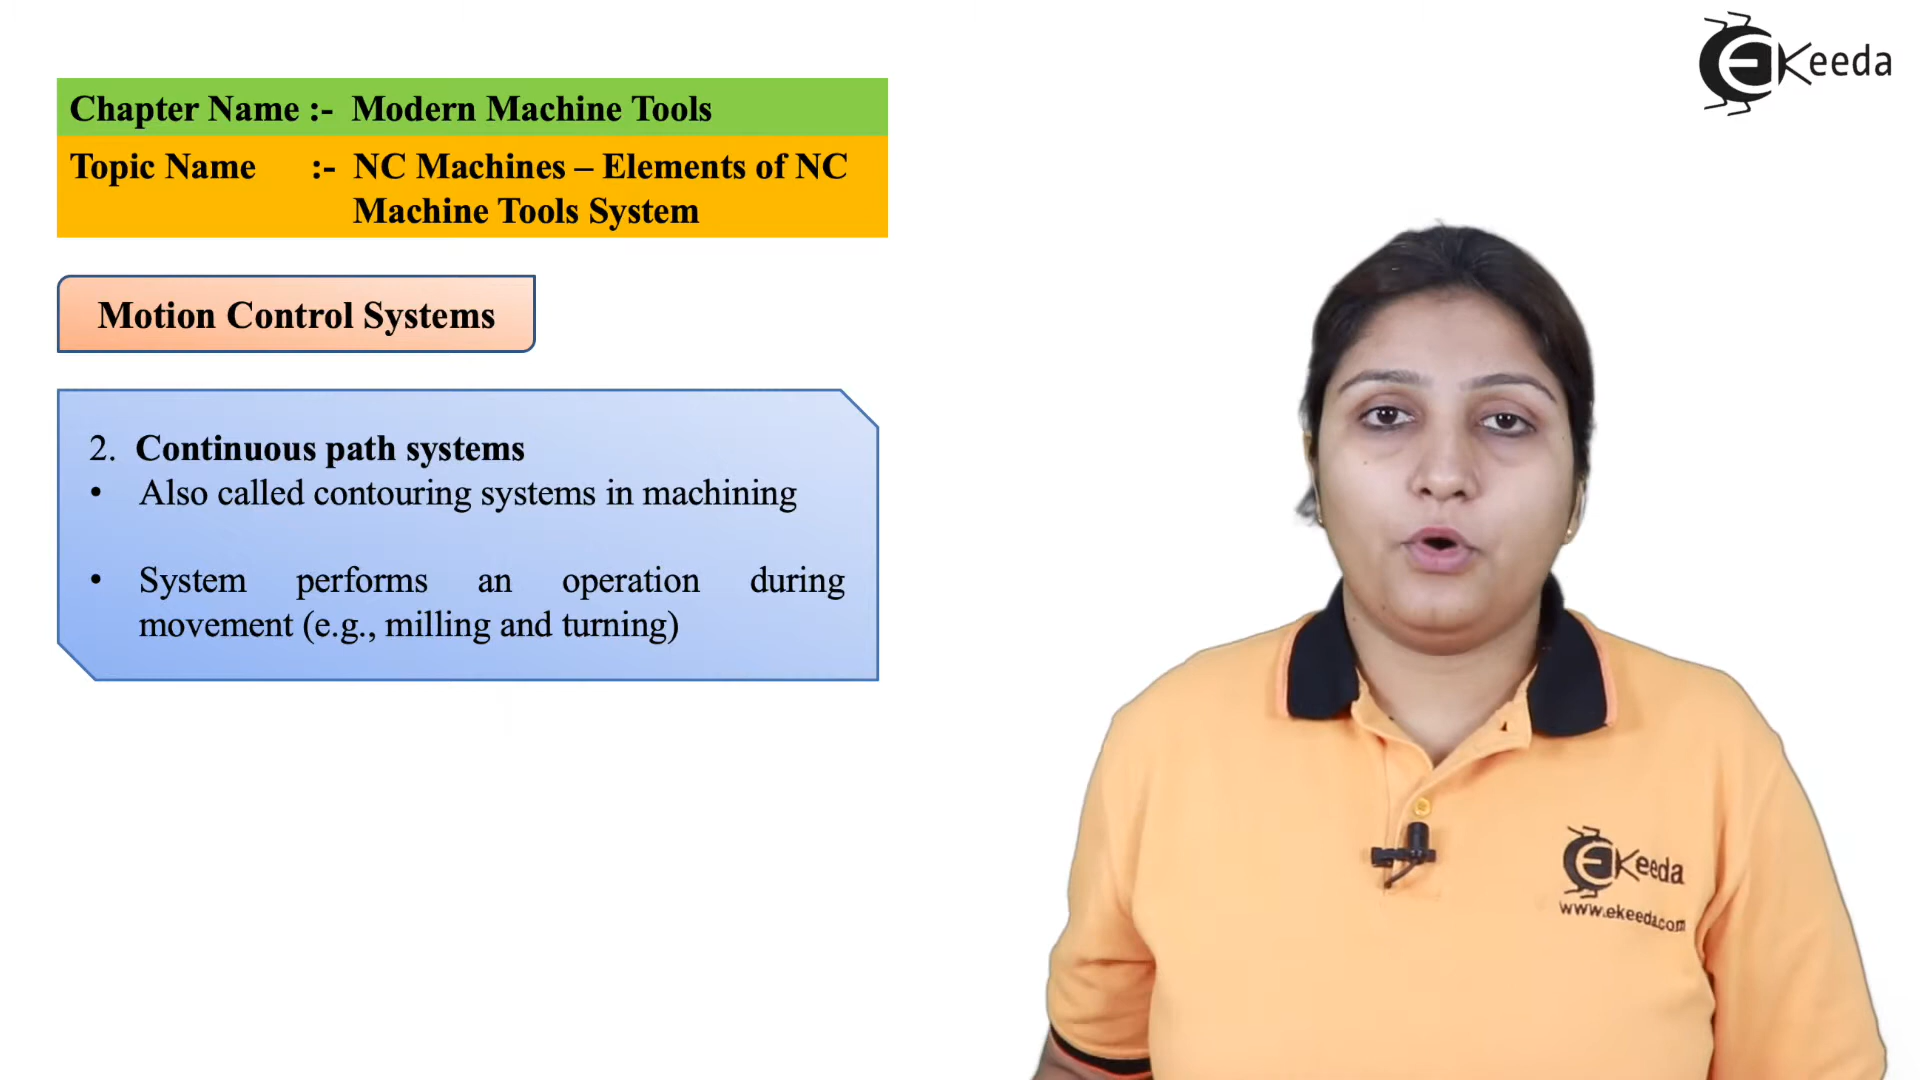 EKeeda
Chapter Name :- Modern Machine Tools
Topic Name :- NC Machines – Elements of NC
Machine Tools System
Motion Control Systems
2. Continuous path systems
• Also called contouring systems in machining
• System performs an operation during
movement (e.g., milling and turning)
EKeeda
www.ekeeda.com